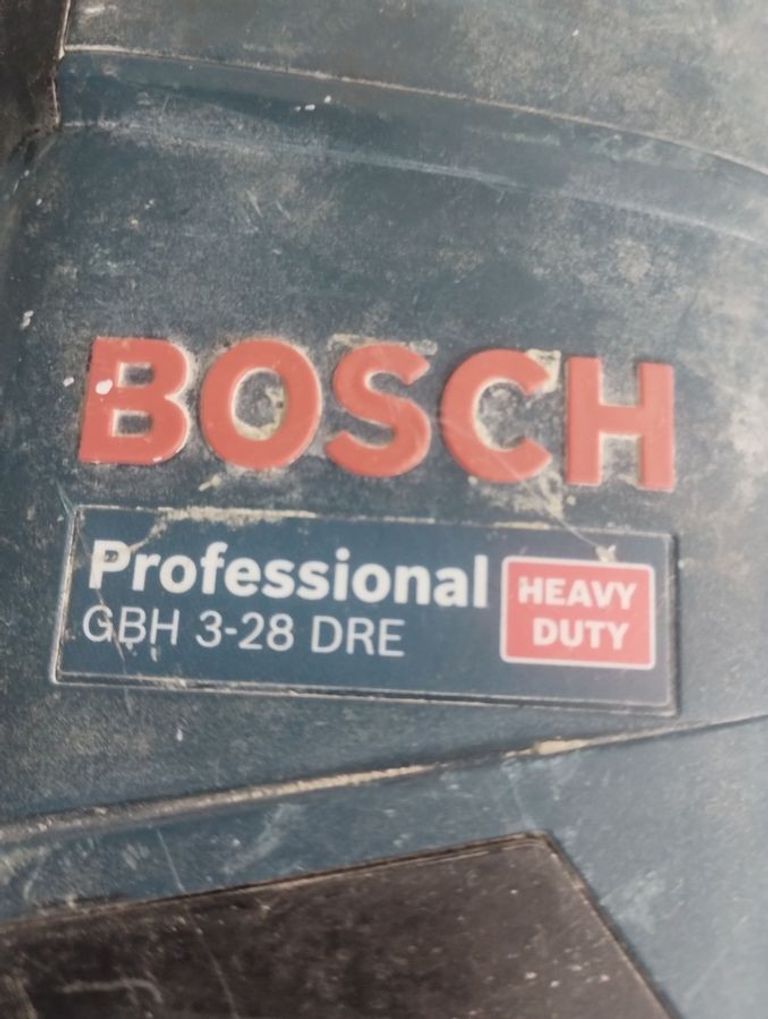 BOSCH
Professional
GBH 3-28 DRE
HEAVY
DUTY